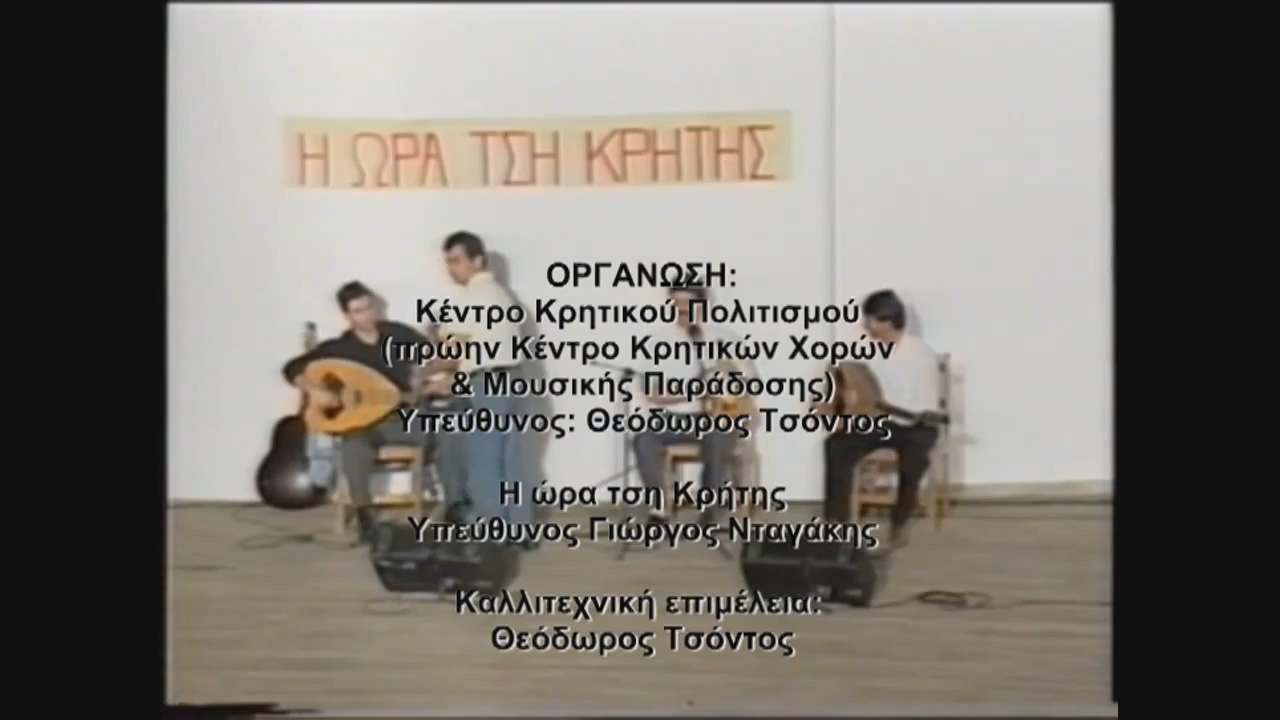 Η ΩΡΑ ΤΣΗ ΚΡΗΤΗΣ
ΟΡΓΑΝΩΣΗ:
Κέντρο Κρητικού Πολιτισμού
(πρώην Κέντρο Κρητικών Χορών
& Μουσικής Παράδοσης)
Υπεύθυνος: Θεόδωρος Τσόντος
Η ώρα τση Κρήτης
Υπεύθυνος Γιώργος Νταγάκης
Καλλιτεχνική επιμέλεια:
Θεόδωρος Τσόντος